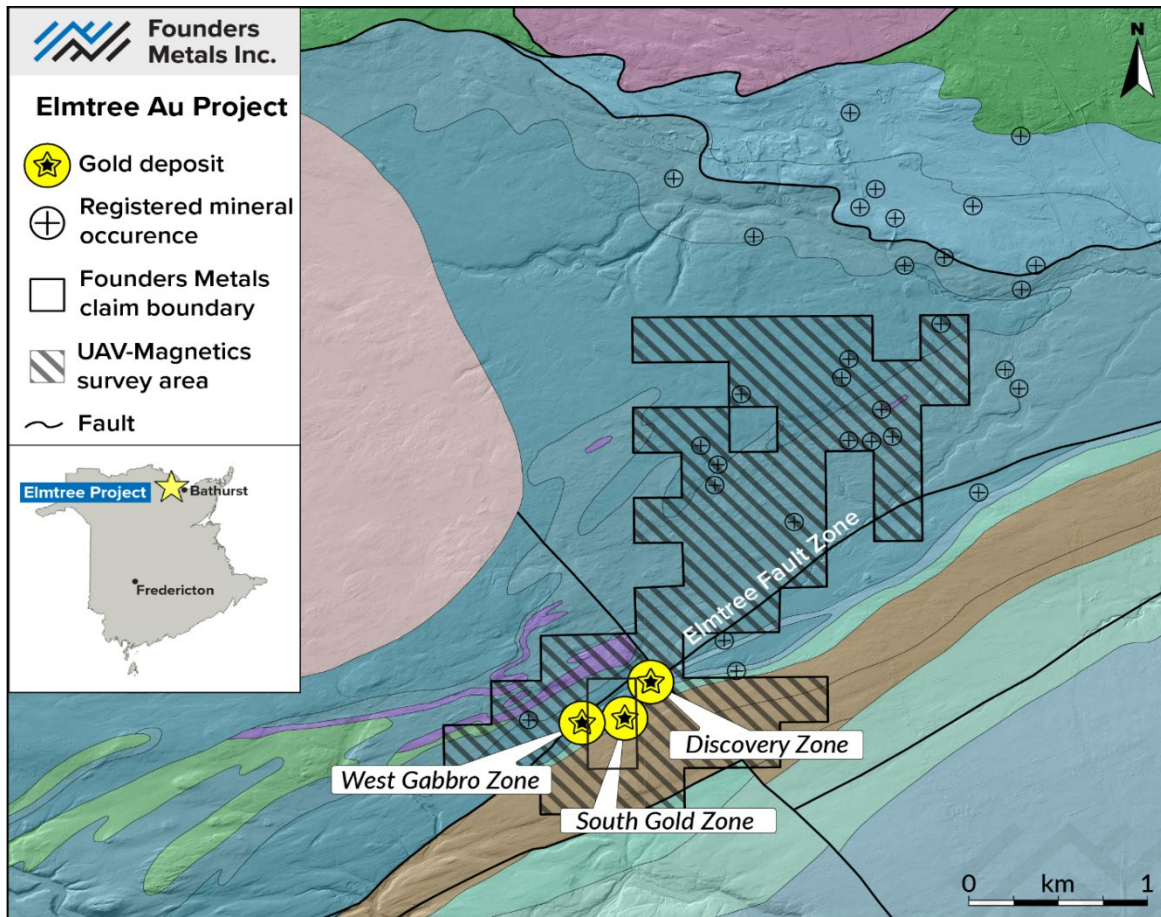 Founders
Metals Inc.
Elmtree Au Project
Gold deposit
Registered mineral
occurence
Founders Metals
claim boundary
UAV-Magnetics
survey area
Fault
Elmtree Project
Bathurst
Fredericton
N
Elmtree Fault Zone
Discovery Zone
West Gabbro Zone
South Gold Zone
0 km 1